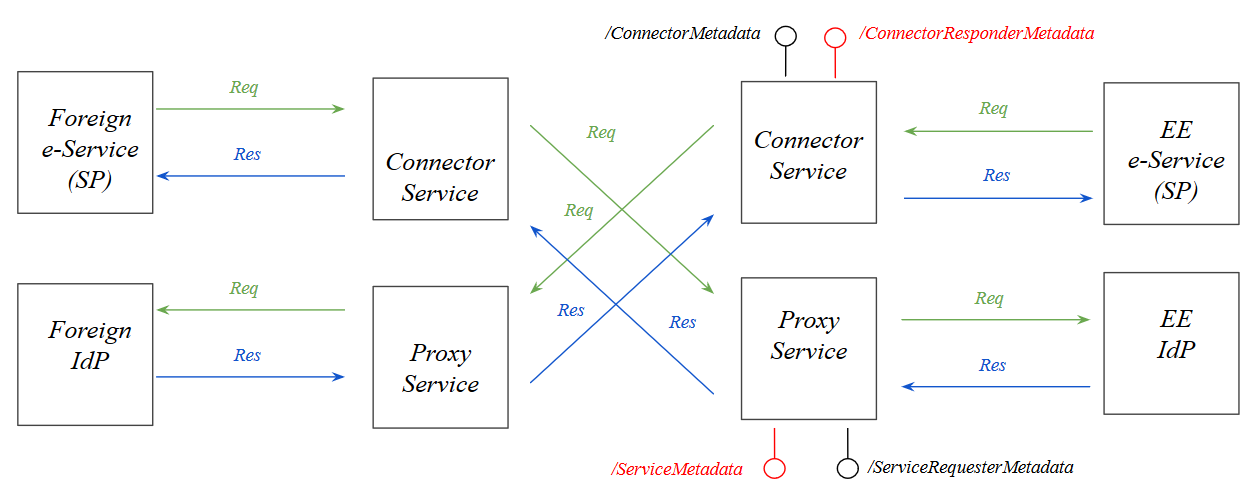 /ConnectorMetadata
/ConnectorResponderMetadata
Foreign
e-Service
(SP)
Req
Res
Connector
Service
Req
Req
Connector
Service
Req
Res
EE
e-Service
(SP)
Foreign
IdP
Req
Res
Proxy
Service
Res
Res
Proxy
Service
Req
Res
EE
IdP
/ServiceMetadata
/ServiceRequesterMetadata